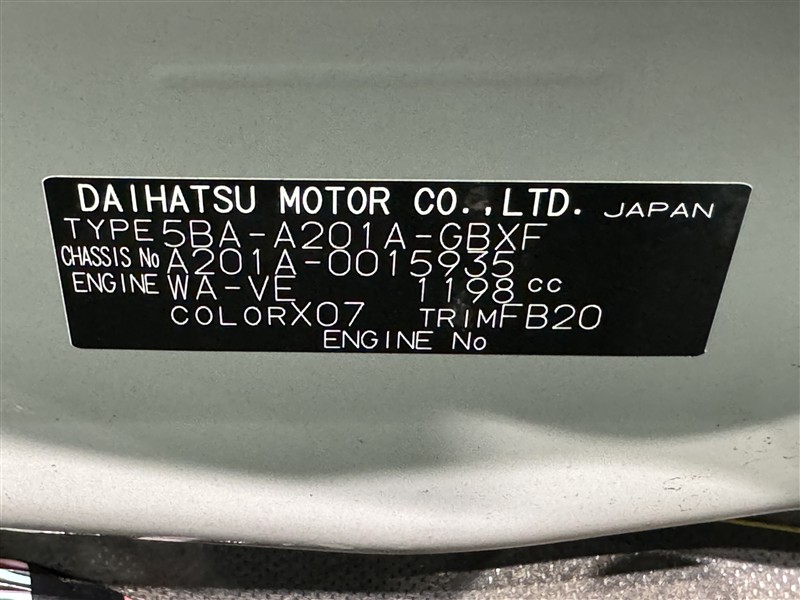 DAIHATSU MOTOR CO.,LTD. JAPAN
TYPE 5BA-A201A-GBXF
CHASSIS No A201A-0015935
ENGINE WA-VE 1198 cc
COLOR X07 TRIM FB20
ENGINE No